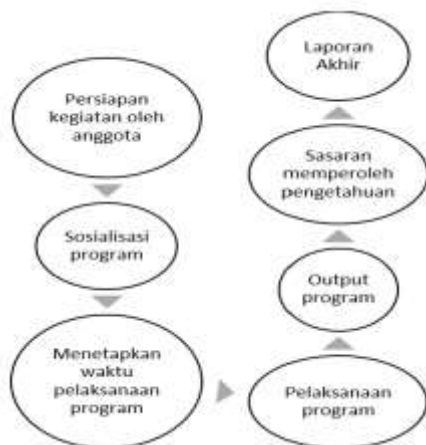 Persiapan
kegiatan oleh
anggota
Sosialisasi
program
Menetapkan
waktu
pelaksanaan
program
Pelaksanaan
program
Output
program
Sasaran
memperoleh
pengetahuan
Laporan
Akhir